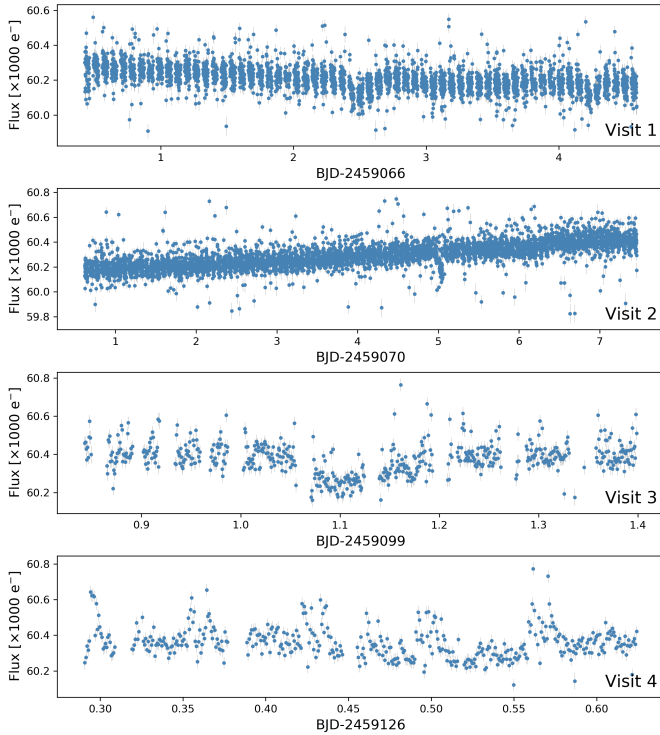 60.6
60.4
60.2
60.0
Flux [×1000 e⁻]
Visit 1
1 2 3 4
BJD-2459066
60.8
60.6
60.4
60.2
60.0
59.8
Flux [×1000 e⁻]
Visit 2
1 2 3 4 5 6 7
BJD-2459070
60.8
60.6
60.4
60.2
Flux [×1000 e⁻]
Visit 3
0.9 1.0 1.1 1.2 1.3 1.4
BJD-2459099
60.8
60.6
60.4
60.2
Flux [×1000 e⁻]
Visit 4
0.30 0.35 0.40 0.45 0.50 0.55 0.60
BJD-2459126